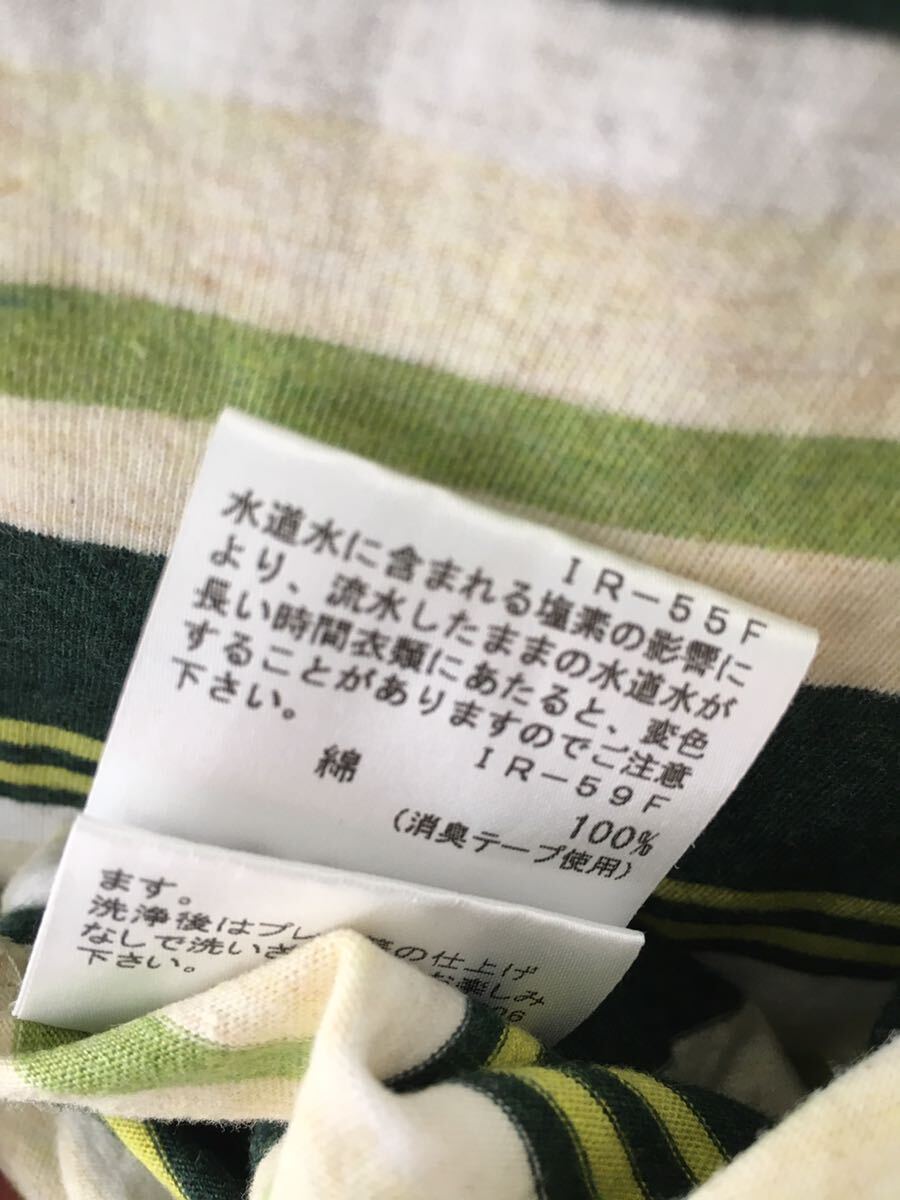 IR-55F
水道水に含まれる塩素の影響に
より、流水したままの水道水が
長い時間衣類にあたると、変色
することがありますのでご注意
下さい。
IR-59F
綿 100%
(消臭テープ使用)
ます。
洗浄後はプレ の仕上げ
なしで洗いざ お楽しみ
下さい。